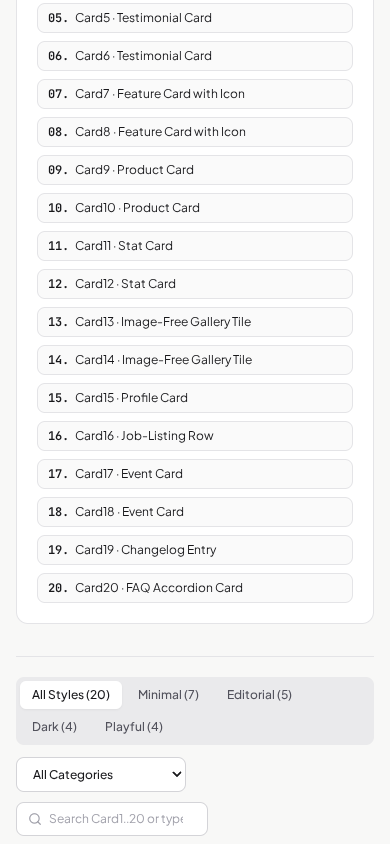 05. Card5 · Testimonial Card
06. Card6 · Testimonial Card
07. Card7 · Feature Card with Icon
08. Card8 · Feature Card with Icon
09. Card9 · Product Card
10. Card10 · Product Card
11. Card11 · Stat Card
12. Card12 · Stat Card
13. Card13 · Image-Free Gallery Tile
14. Card14 · Image-Free Gallery Tile
15. Card15 · Profile Card
16. Card16 · Job-Listing Row
17. Card17 · Event Card
18. Card18 · Event Card
19. Card19 · Changelog Entry
20. Card20 · FAQ Accordion Card
All Styles (20) Minimal (7) Editorial (5)
Dark (4) Playful (4)
All Categories
Search Card1..20 or type